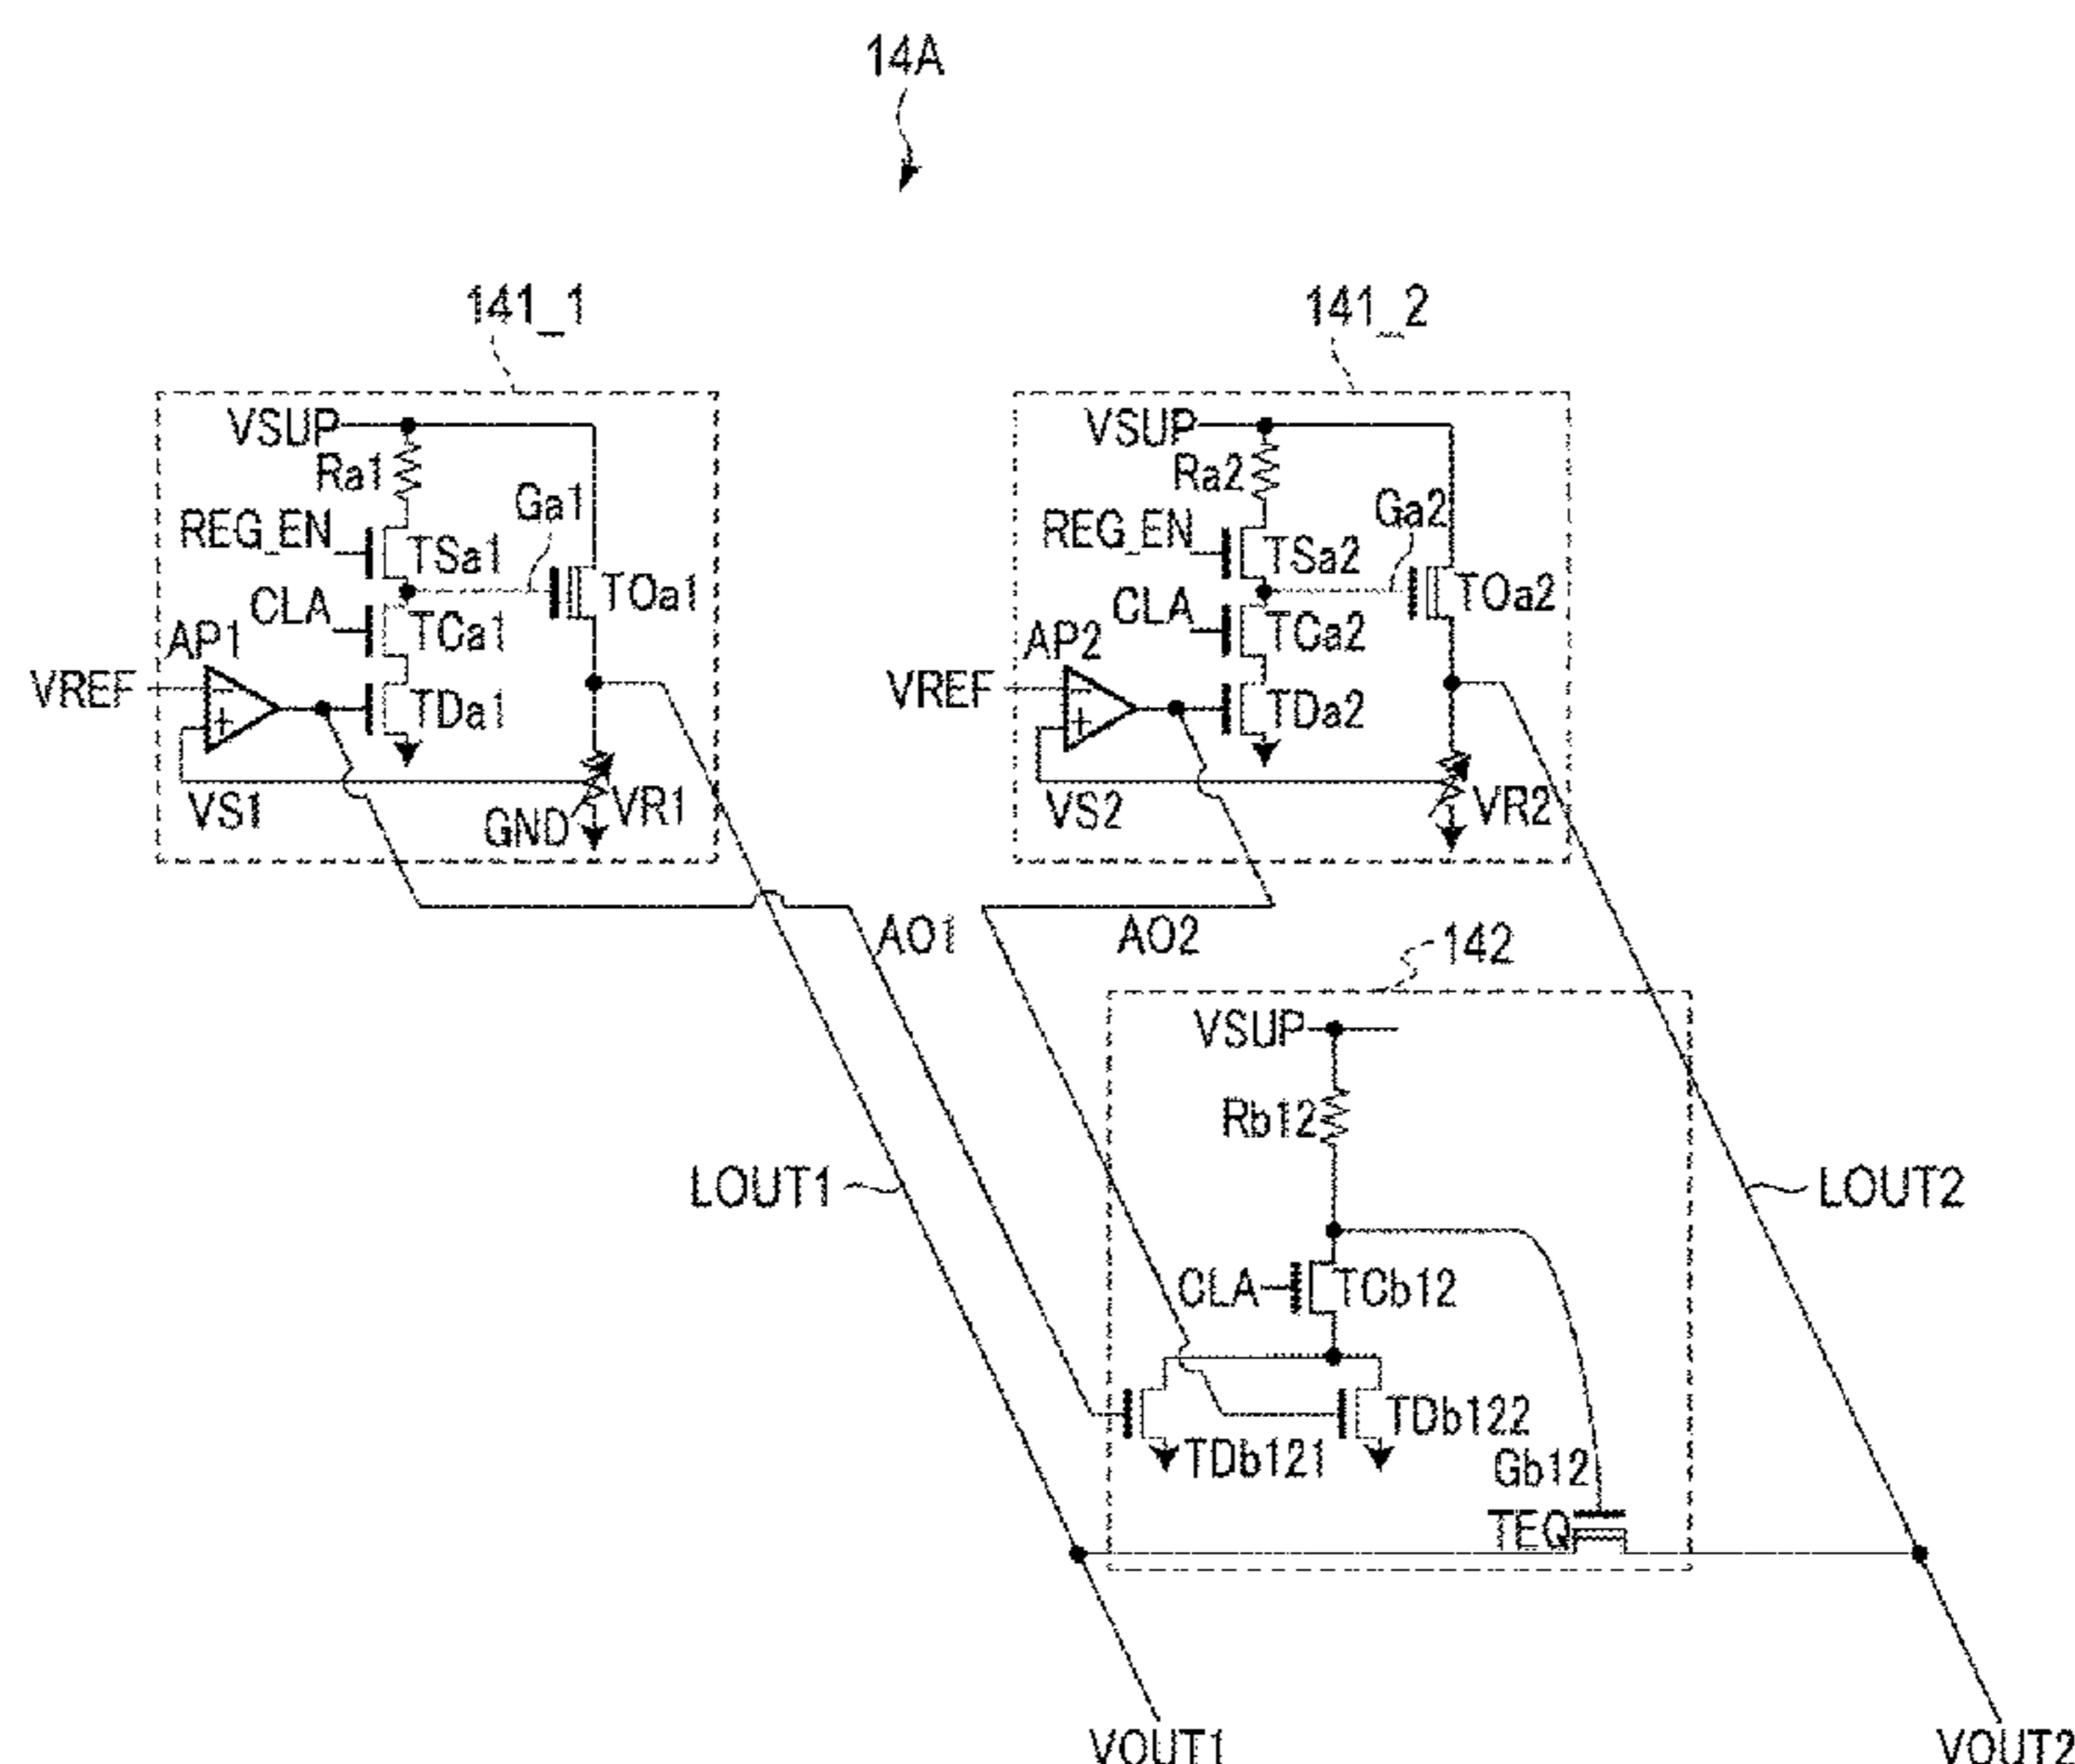 14A
141_1
141_2
VSUP
Ra1
Ga1
REG_EN
TSa1
CLA
TOa1
AP1
TCa1
VREF
TDa1
VS1
GND
VR1
VSUP
Ra2
Ga2
REG_EN
TSa2
CLA
TOa2
AP2
TCa2
VREF
TDa2
VS2
VR2
AO1
AO2
142
VSUP
Rb12
LOUT1
LOUT2
CLA
TCb12
TDb122
TDb121
Gb12
TEQ
VOUT1
VOUT2